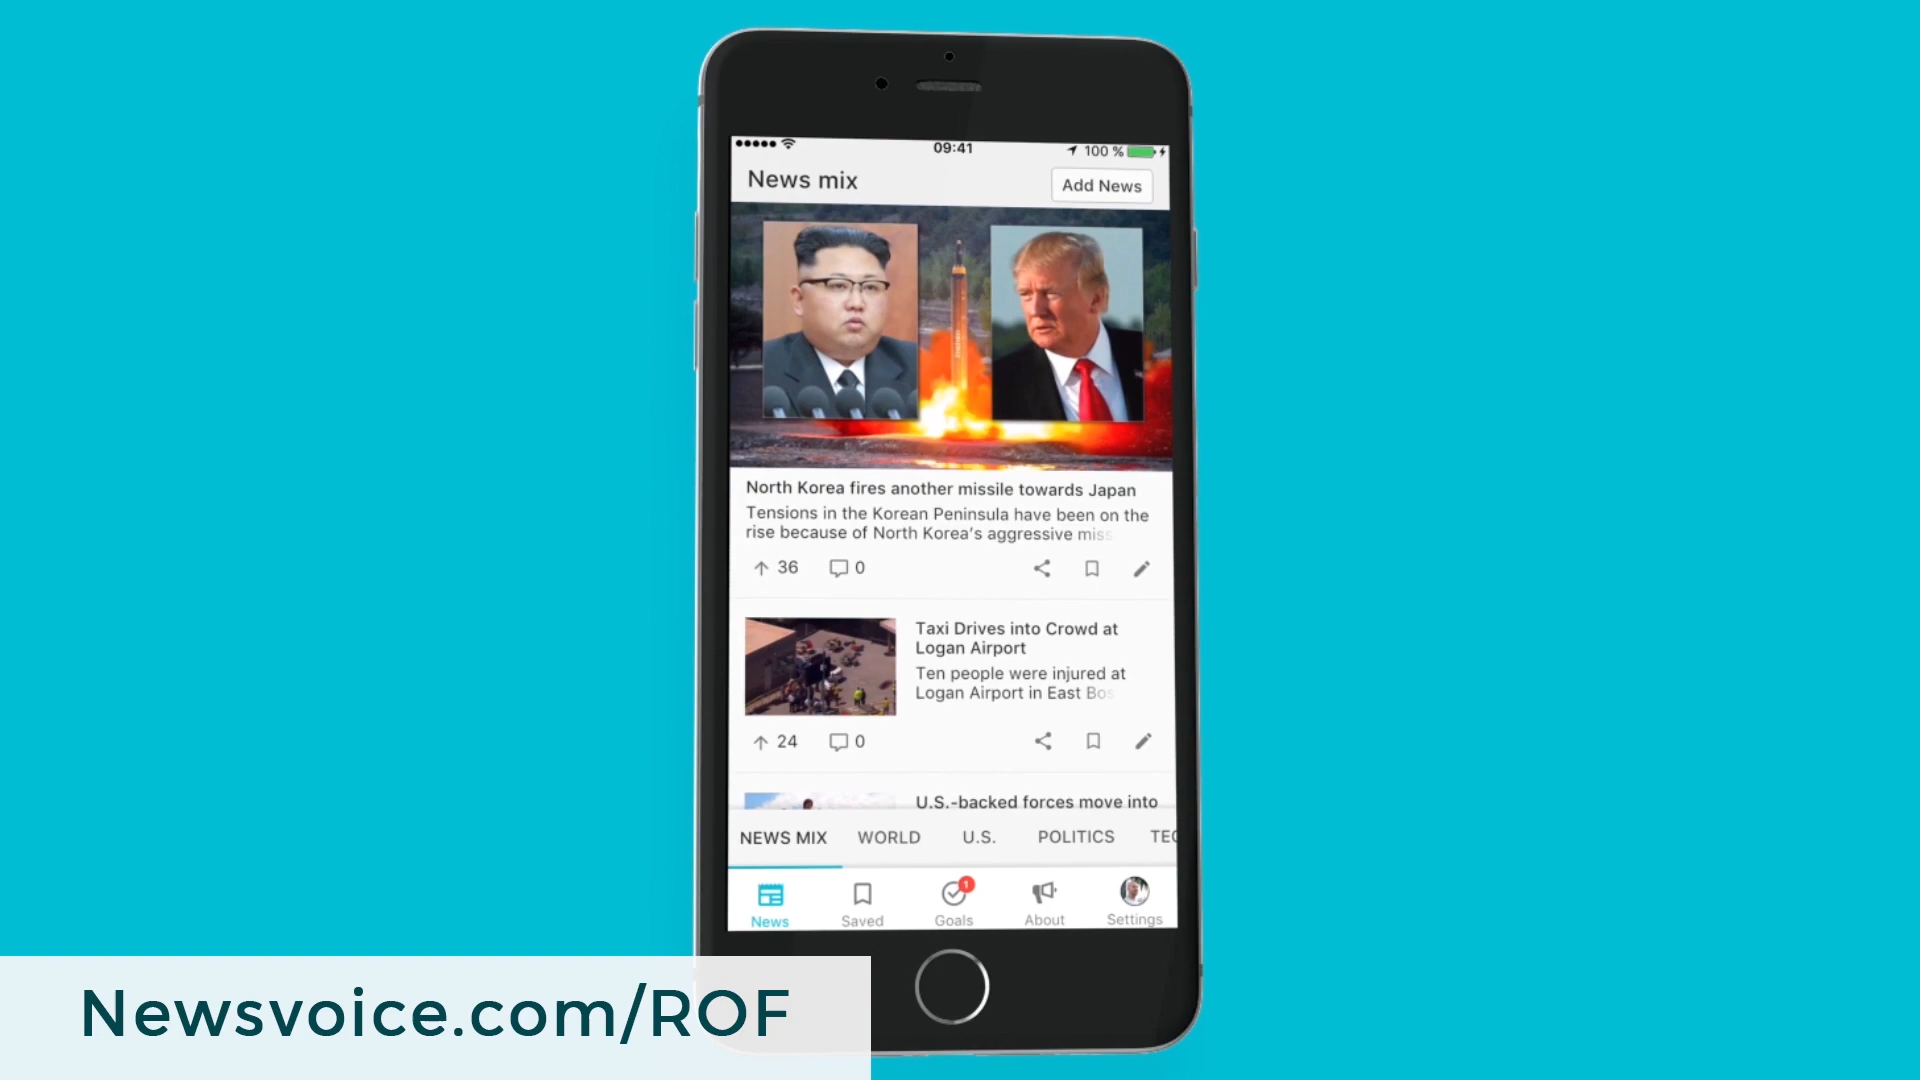 09:41
100 %
News mix
Add News
North Korea fires another missile towards Japan
Tensions in the Korean Peninsula have been on the
rise because of North Korea's aggressive miss
36
0
Taxi Drives into Crowd at
Logan Airport
Ten people were injured at
Logan Airport in East Bos
24
0
U.S.-backed forces move into
NEWS MIX WORLD U.S. POLITICS TEC
1
News Saved Goals About Settings
Newsvoice.com/ROF